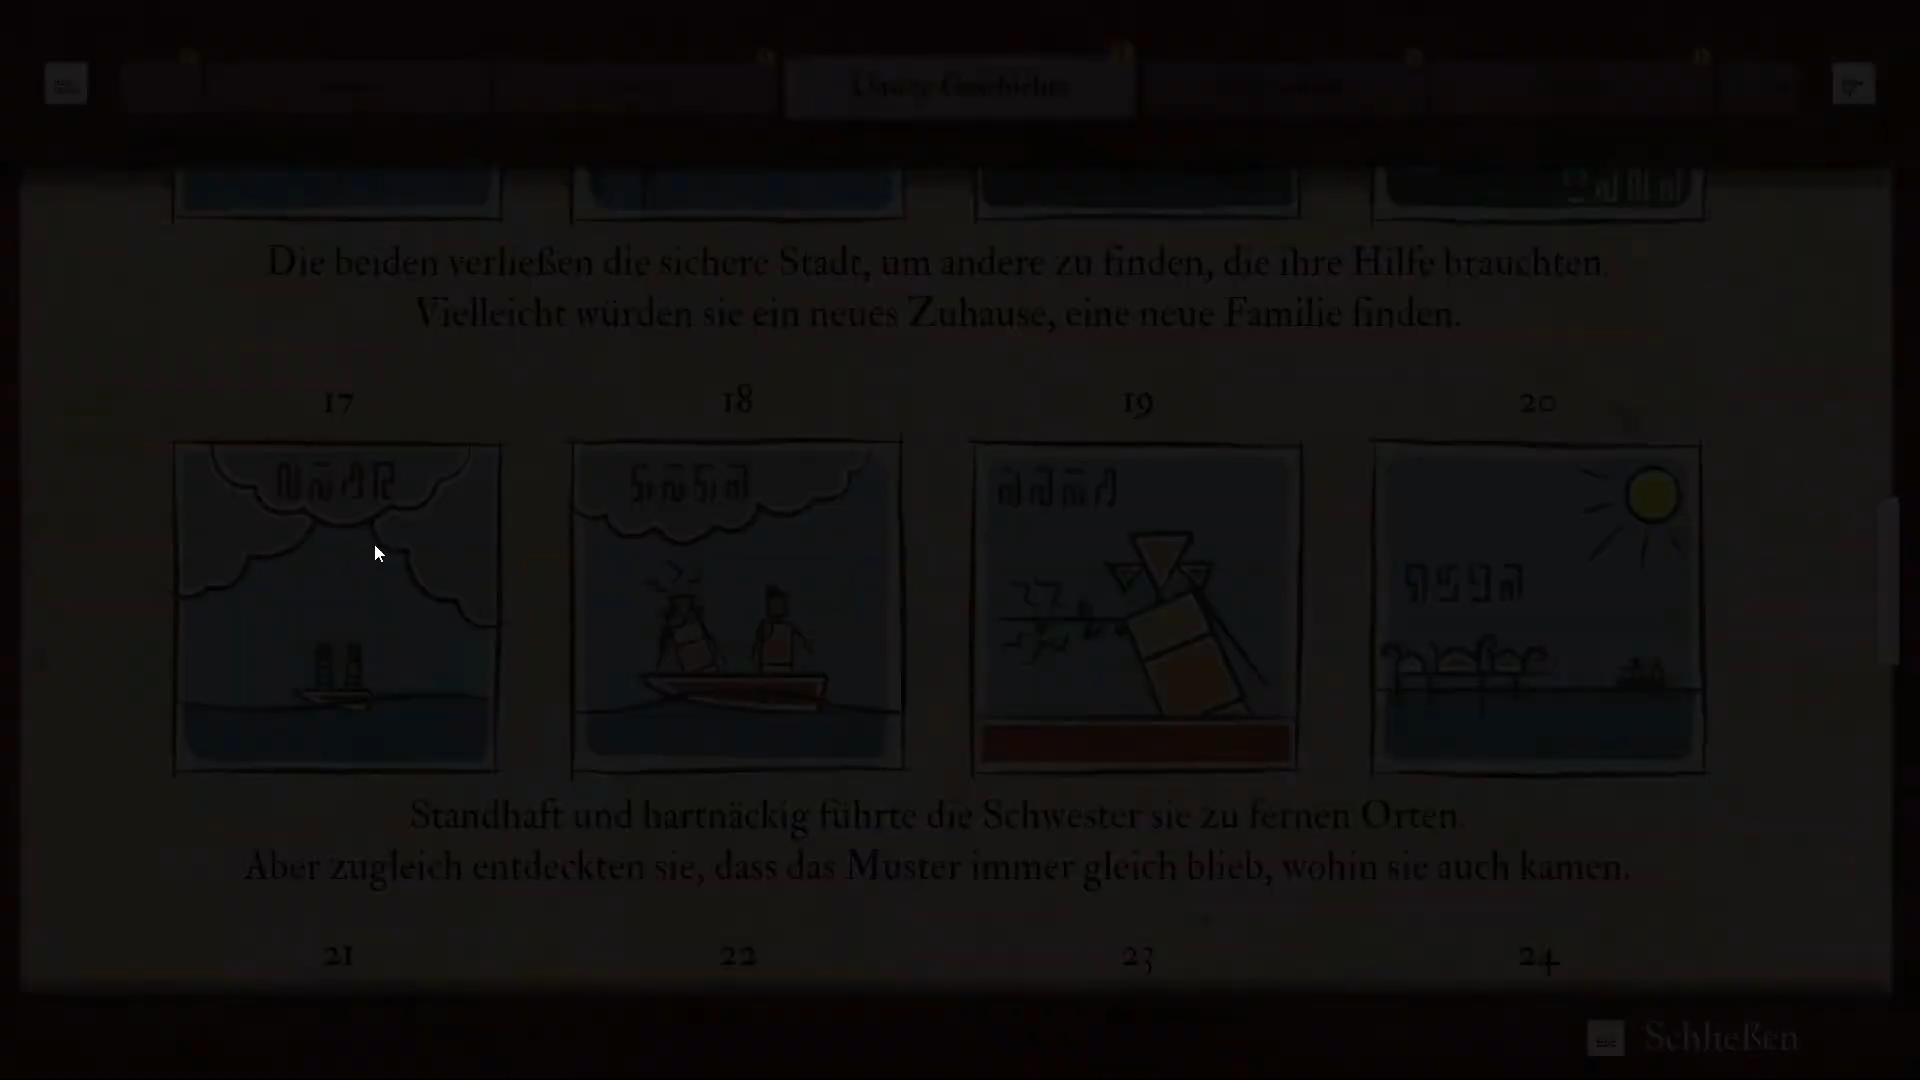 Unsere Geschichte
Die beiden verließen die sichere Stadt, um andere zu finden, die ihre Hilfe brauchten.
Vielleicht würden sie ein neues Zuhause, eine neue Familie finden.
17 18 19 20
Standhaft und hartnäckig führte die Schwester sie zu fernen Orten.
Aber zugleich entdeckten sie, dass das Muster immer gleich blieb, wohin sie auch kamen.
21 22 23 24
Schließen